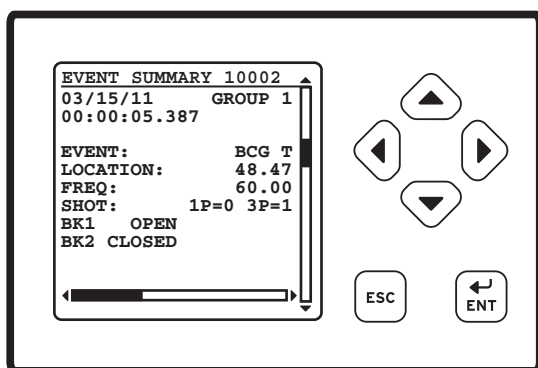 EVENT SUMMARY 10002
03/15/11 GROUP 1
00:00:05.387
EVENT: BCG T
LOCATION: 48.47
FREQ: 60.00
SHOT: 1P=0 3P=1
BK1 OPEN
BK2 CLOSED
ESC
ENT